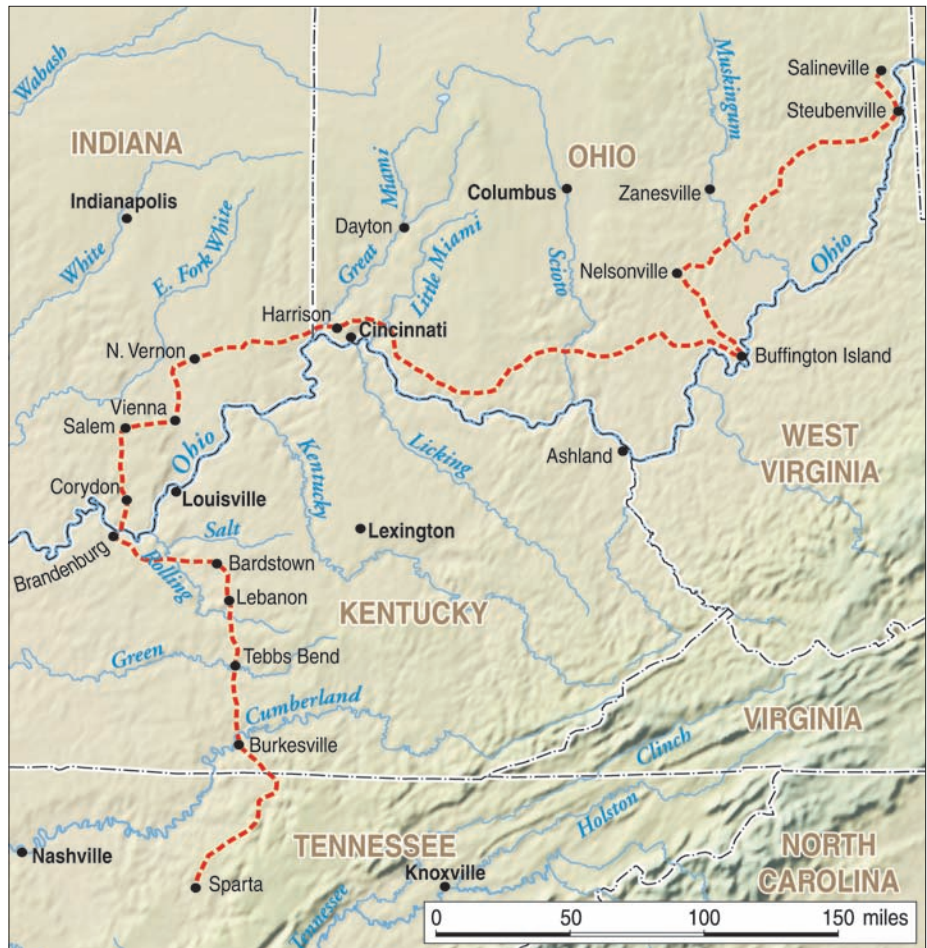 Wabash
Muskingum
Salineville
Steubenville
INDIANA
OHIO
Miami
Columbus
Zanesville
Indianapolis
Dayton
Little Miami
Great
White
E. Fork White
Scioto
Ohio
Nelsonville
Harrison
Cincinnati
N. Vernon
Buffington Island
Vienna
Salem
Ohio
Kentucky
Licking
Ashland
WEST
VIRGINIA
Corydon
Louisville
Salt
Lexington
Brandenburg
Rolling
Bardstown
Lebanon
KENTUCKY
Green
Tebbs Bend
Cumberland
Burkesville
VIRGINIA
Clinch
Holston
TENNESSEE
Nashville
Knoxville
NORTH
CAROLINA
Sparta
Tennessee
0 50 100 150 miles